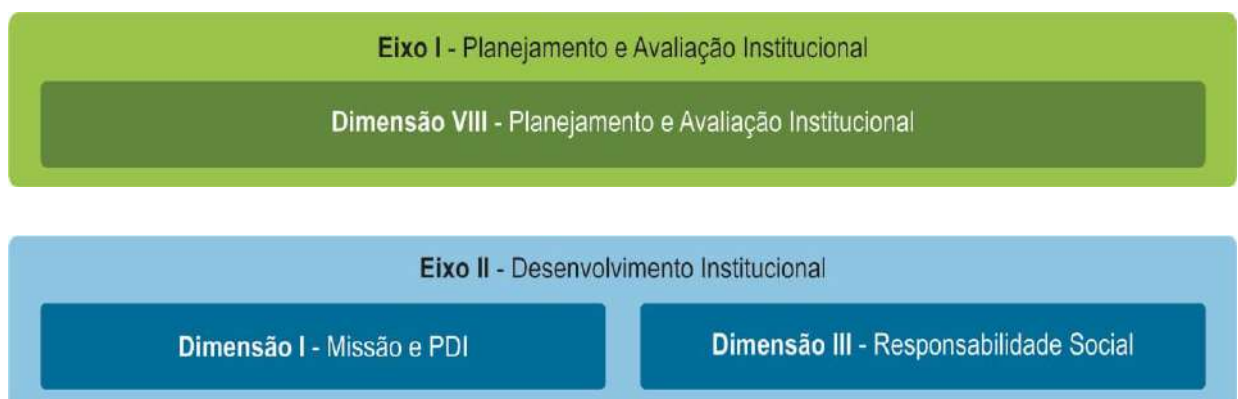 Eixo I - Planejamento e Avaliação Institucional
Dimensão VIII - Planejamento e Avaliação Institucional
Eixo II - Desenvolvimento Institucional
Dimensão I - Missão e PDI
Dimensão III - Responsabilidade Social